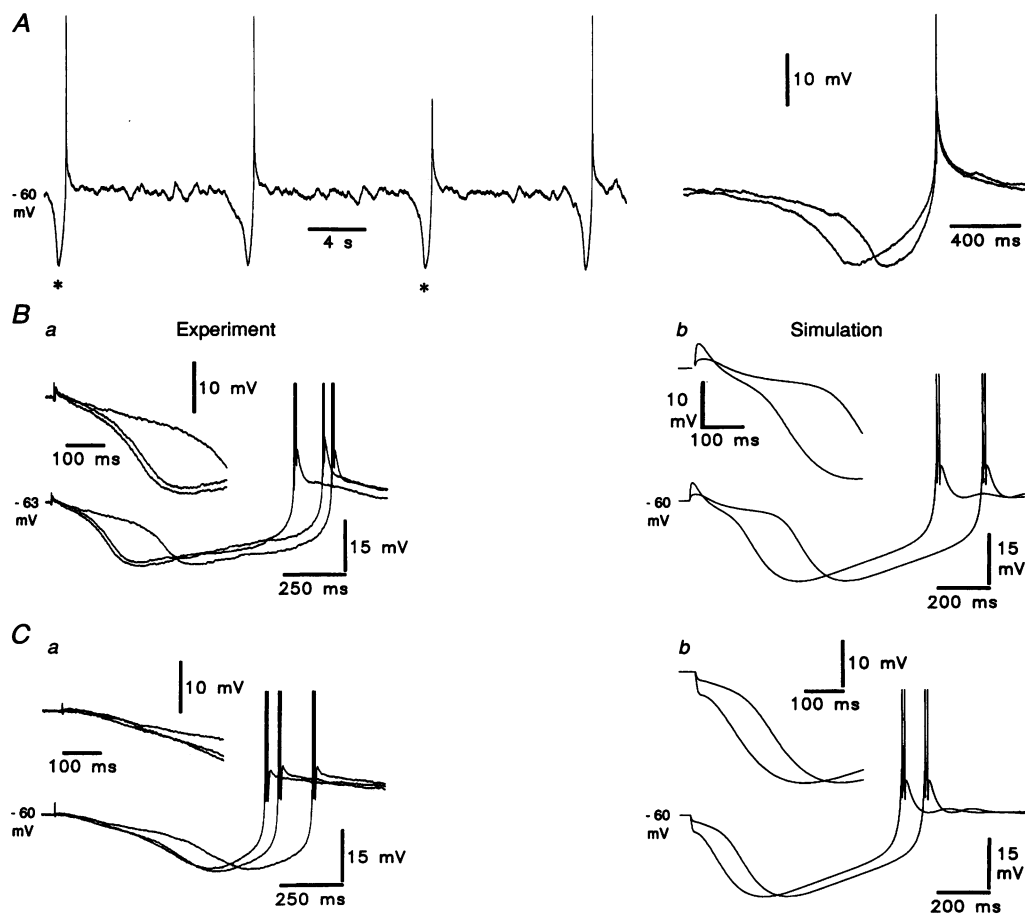 A
10 mV
- 60
mV
4 s
400 ms
*
*
B
a
Experiment
b
Simulation
10 mV
100 ms
- 63
mV
15 mV
250 ms
10
mV
100 ms
- 60
mV
15
mV
200 ms
C
a
10 mV
100 ms
- 60
mV
15 mV
250 ms
b
10 mV
100 ms
- 60
mV
15
mV
200 ms